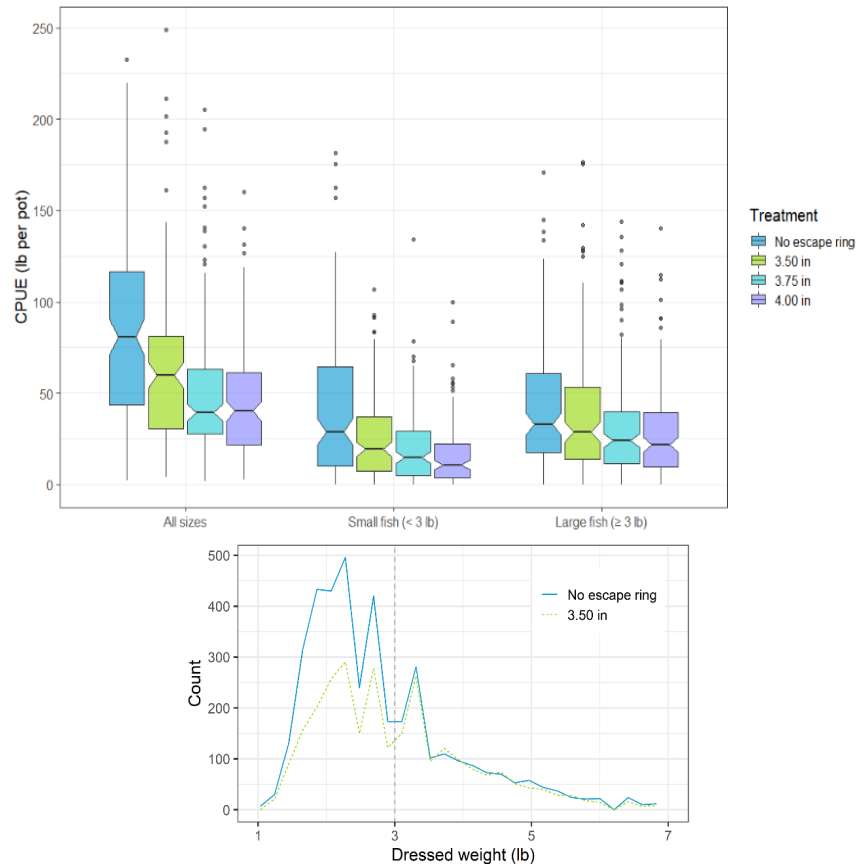 250
200
150
100
50
0
CPUE (lb per pot)
All sizes
Small fish (< 3 lb)
Large fish (≥ 3 lb)
Treatment
No escape ring
3.50 in
3.75 in
4.00 in
500
400
300
200
100
0
Count
No escape ring
3.50 in
1
3
5
7
Dressed weight (lb)